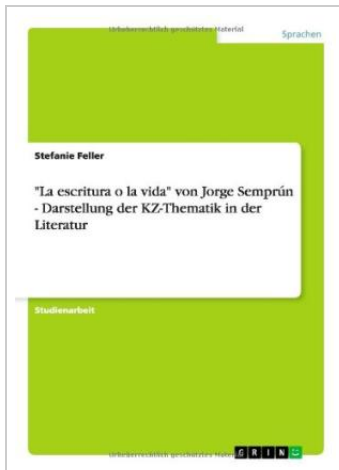 Urheberrechtlich geschütztes Material
Sprachen
Stefanie Feller
"La escritura o la vida" von Jorge Semprún
- Darstellung der KZ-Thematik in der
Literatur
Studienarbeit
Urheberrechtlich geschütztes Material
GRIN